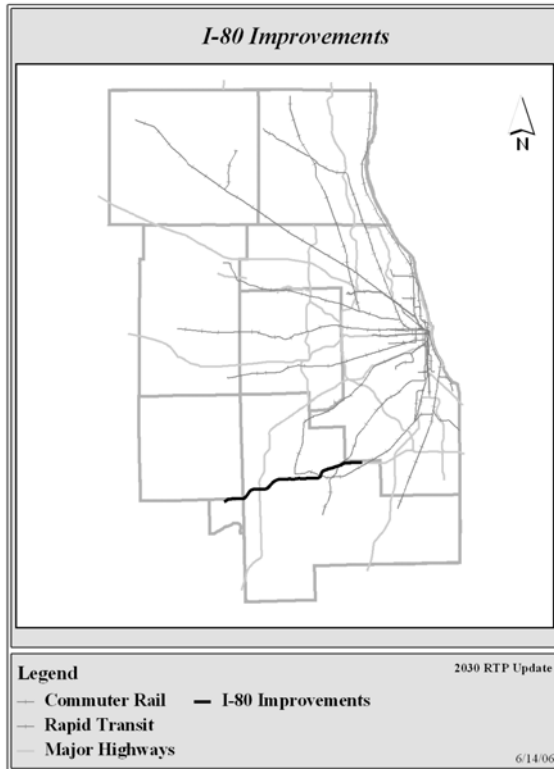 I-80 Improvements
N
Legend
2030 RTP Update
Commuter Rail
I-80 Improvements
Rapid Transit
Major Highways
6/14/06